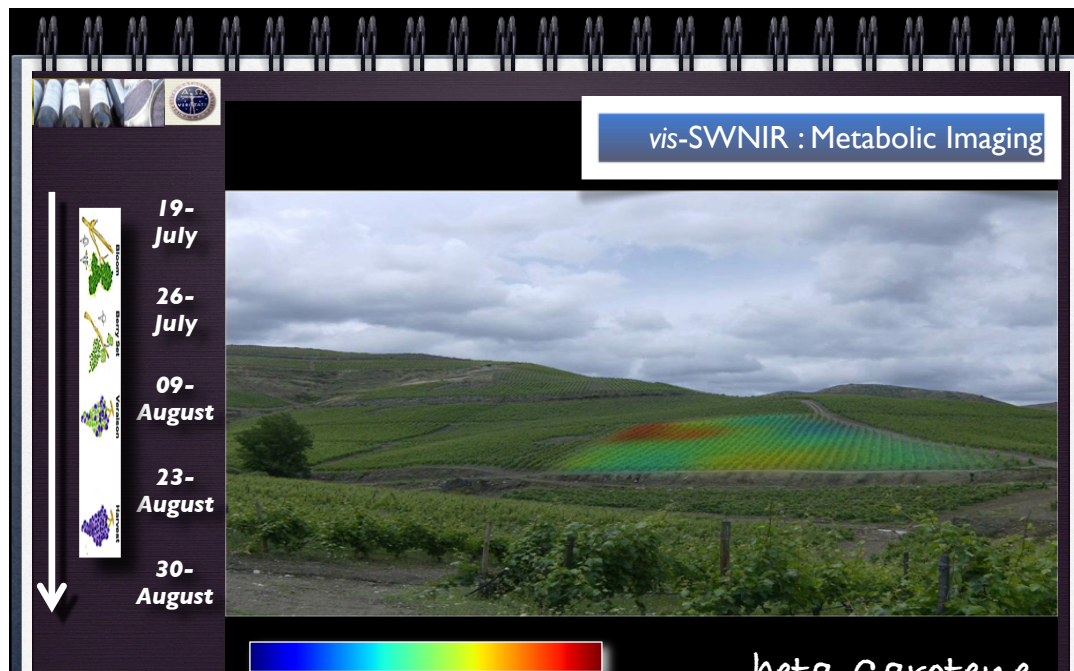 vis-SWNIR : Metabolic Imaging
19-
July
Bloom
26-
July
Berry Set
09-
August
Veraison
23-
August
Harvest
30-
August
beta carotene